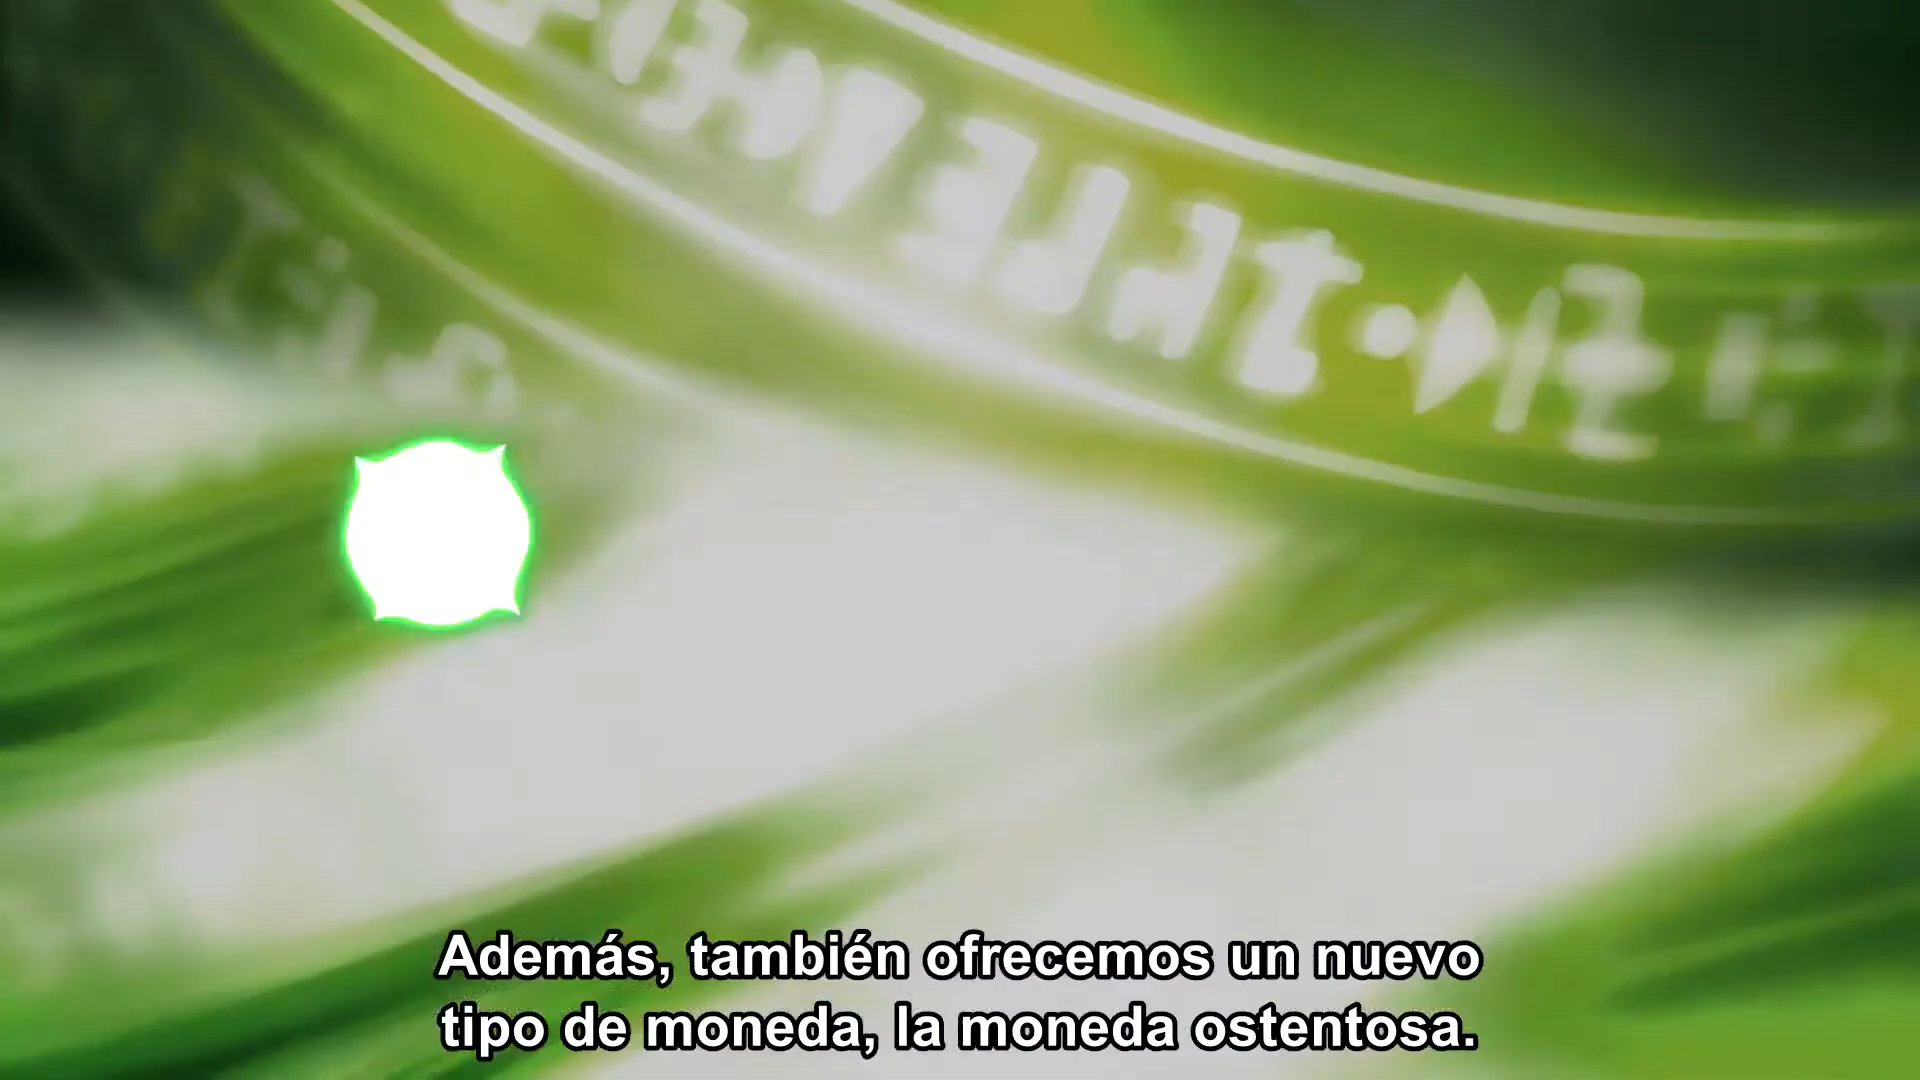 Además, también ofrecemos un nuevo
tipo de moneda, la moneda ostentosa.